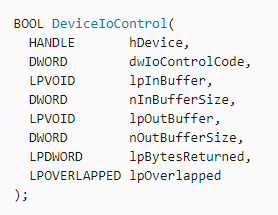 BOOL DeviceIoControl(
  HANDLE       hDevice,
  DWORD        dwIoControlCode,
  LPVOID       lpInBuffer,
  DWORD        nInBufferSize,
  LPVOID       lpOutBuffer,
  DWORD        nOutBufferSize,
  LPDWORD      lpBytesReturned,
  LPOVERLAPPED lpOverlapped
);